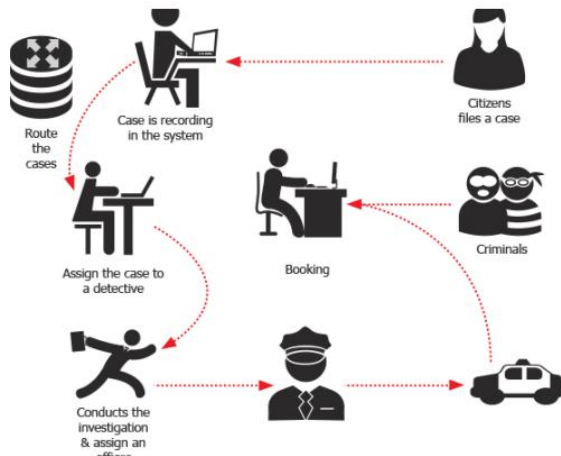 Citizens
files a case
Case is recording
in the system
Route
the
cases
Assign the case to
a detective
Booking
Criminals
Conducts the
investigation
& assign an